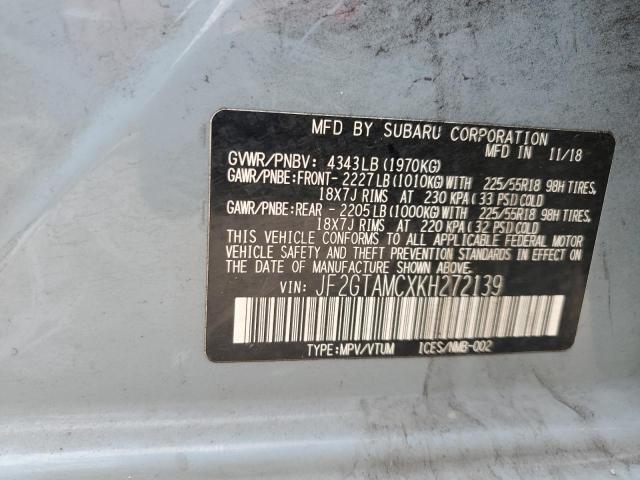 MFD BY SUBARU CORPORATION
MFD IN 11/18
GVWR/PNBV: 4343LB(1970KG)
GAWR/PNBE:FRONT-2227LB(1010KG)WITH 225/55R18 98H TIRES,
18X7J RIMS AT 230 KPA(33 PSI)COLD
GAWR/PNBE:REAR -2205LB(1000KG)WITH 225/55R18 98H TIRES,
18X7J RIMS AT 220 KPA(32 PSI)COLD
THIS VEHICLE CONFORMS TO ALL APPLICABLE FEDERAL MOTOR
VEHICLE SAFETY AND THEFT PREVENTION STANDARDS IN EFFECT
ON THE DATE OF MANUFACTURE SHOWN ABOVE.
VIN: JF2GTAMCXKH272139
TYPE:MPV/VTUM ICES/NMB-002